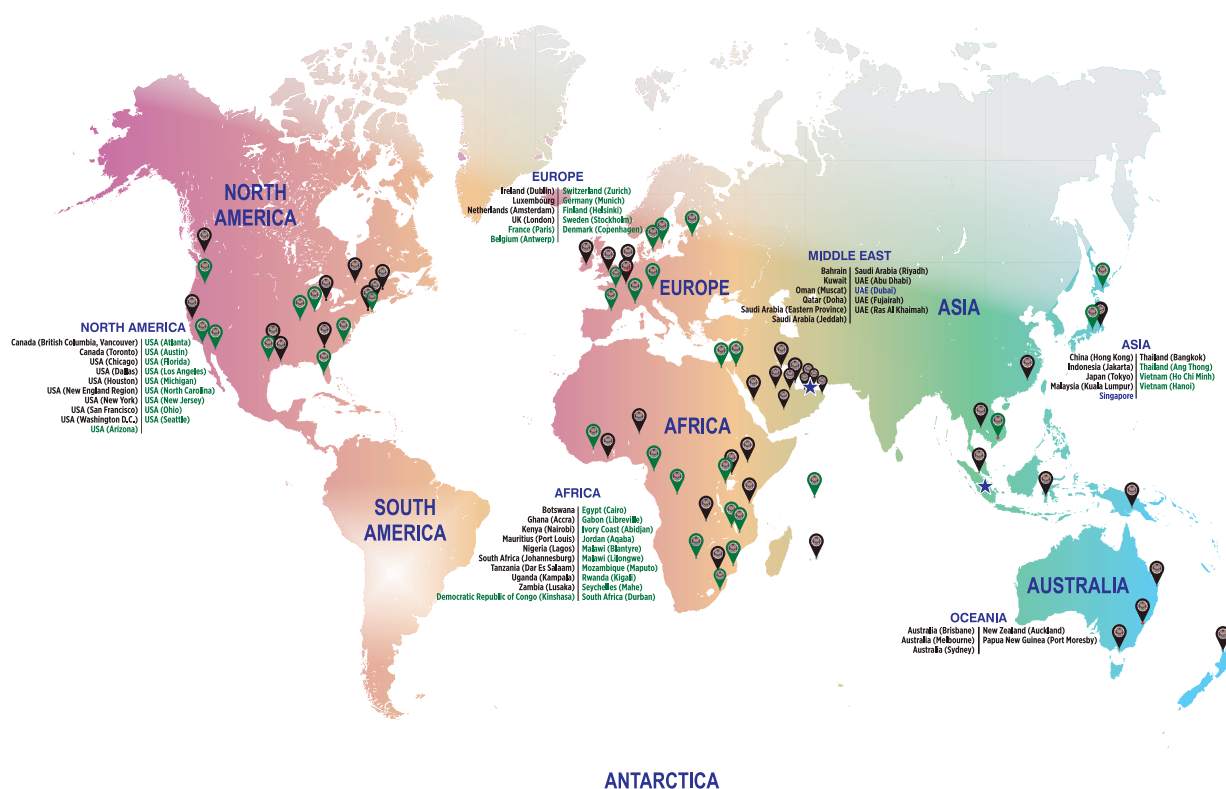 EUROPE
Ireland (Dublin) Switzerland (Zurich)
Luxembourg Germany (Munich)
Netherlands (Amsterdam) Finland (Helsinki)
UK (London) Sweden (Stockholm)
France (Paris) Denmark (Copenhagen)
Belgium (Antwerp)
NORTH
AMERICA
MIDDLE EAST
Bahrain Saudi Arabia (Riyadh)
Kuwait UAE (Abu Dhabi)
Oman (Muscat) UAE (Dubai)
Qatar (Doha) UAE (Fujairah)
Saudi Arabia (Eastern Province) UAE (Ras Al Khaimah)
Saudi Arabia (Jeddah)
EUROPE
ASIA
NORTH AMERICA
Canada (British Columbia, Vancouver) USA (Atlanta)
Canada (Toronto) USA (Austin)
USA (Chicago) USA (Florida)
USA (Dallas) USA (Los Angeles)
USA (Houston) USA (Michigan)
USA (New England Region) USA (North Carolina)
USA (New York) USA (New Jersey)
USA (San Francisco) USA (Ohio)
USA (Washington D.C.) USA (Seattle)
USA (Arizona)
ASIA
China (Hong Kong) Thailand (Bangkok)
Indonesia (Jakarta) Thailand (Ang Thong)
Japan (Tokyo) Vietnam (Ho Chi Minh)
Malaysia (Kuala Lumpur) Vietnam (Hanoi)
Singapore
AFRICA
SOUTH
AMERICA
AFRICA
Botswana Egypt (Cairo)
Ghana (Accra) Gabon (Libreville)
Kenya (Nairobi) Ivory Coast (Abidjan)
Mauritius (Port Louis) Jordan (Aqaba)
Nigeria (Lagos) Malawi (Blantyre)
South Africa (Johannesburg) Malawi (Lilongwe)
Tanzania (Dar Es Salaam) Mozambique (Maputo)
Uganda (Kampala) Rwanda (Kigali)
Zambia (Lusaka) Seychelles (Mahe)
Democratic Republic of Congo (Kinshasa) South Africa (Durban)
AUSTRALIA
OCEANIA
Australia (Brisbane) New Zealand (Auckland)
Australia (Melbourne) Papua New Guinea (Port Moresby)
Australia (Sydney)
ANTARCTICA